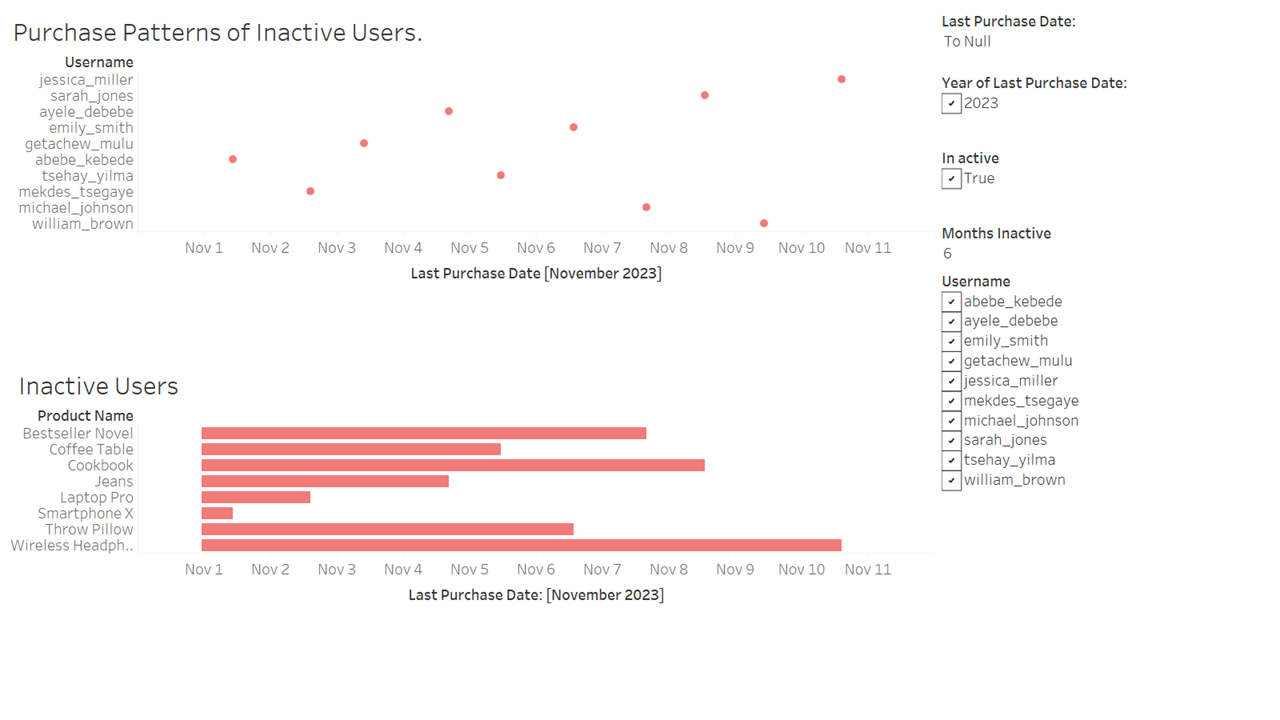 Purchase Patterns of Inactive Users.
Username
jessica_miller
sarah_jones
ayele_debebe
emily_smith
getachew_mulu
abebe_kebede
tsehay_yilma
mekdes_tsegaye
michael_johnson
william_brown
Nov 1 Nov 2 Nov 3 Nov 4 Nov 5 Nov 6 Nov 7 Nov 8 Nov 9 Nov 10 Nov 11
Last Purchase Date [November 2023]
Inactive Users
Product Name
Bestseller Novel
Coffee Table
Cookbook
Jeans
Laptop Pro
Smartphone X
Throw Pillow
Wireless Headph..
Nov 1 Nov 2 Nov 3 Nov 4 Nov 5 Nov 6 Nov 7 Nov 8 Nov 9 Nov 10 Nov 11
Last Purchase Date: [November 2023]
Last Purchase Date:
To Null
Year of Last Purchase Date:
2023
In active
True
Months Inactive
6
Username
abebe_kebede
ayele_debebe
emily_smith
getachew_mulu
jessica_miller
mekdes_tsegaye
michael_johnson
sarah_jones
tsehay_yilma
william_brown